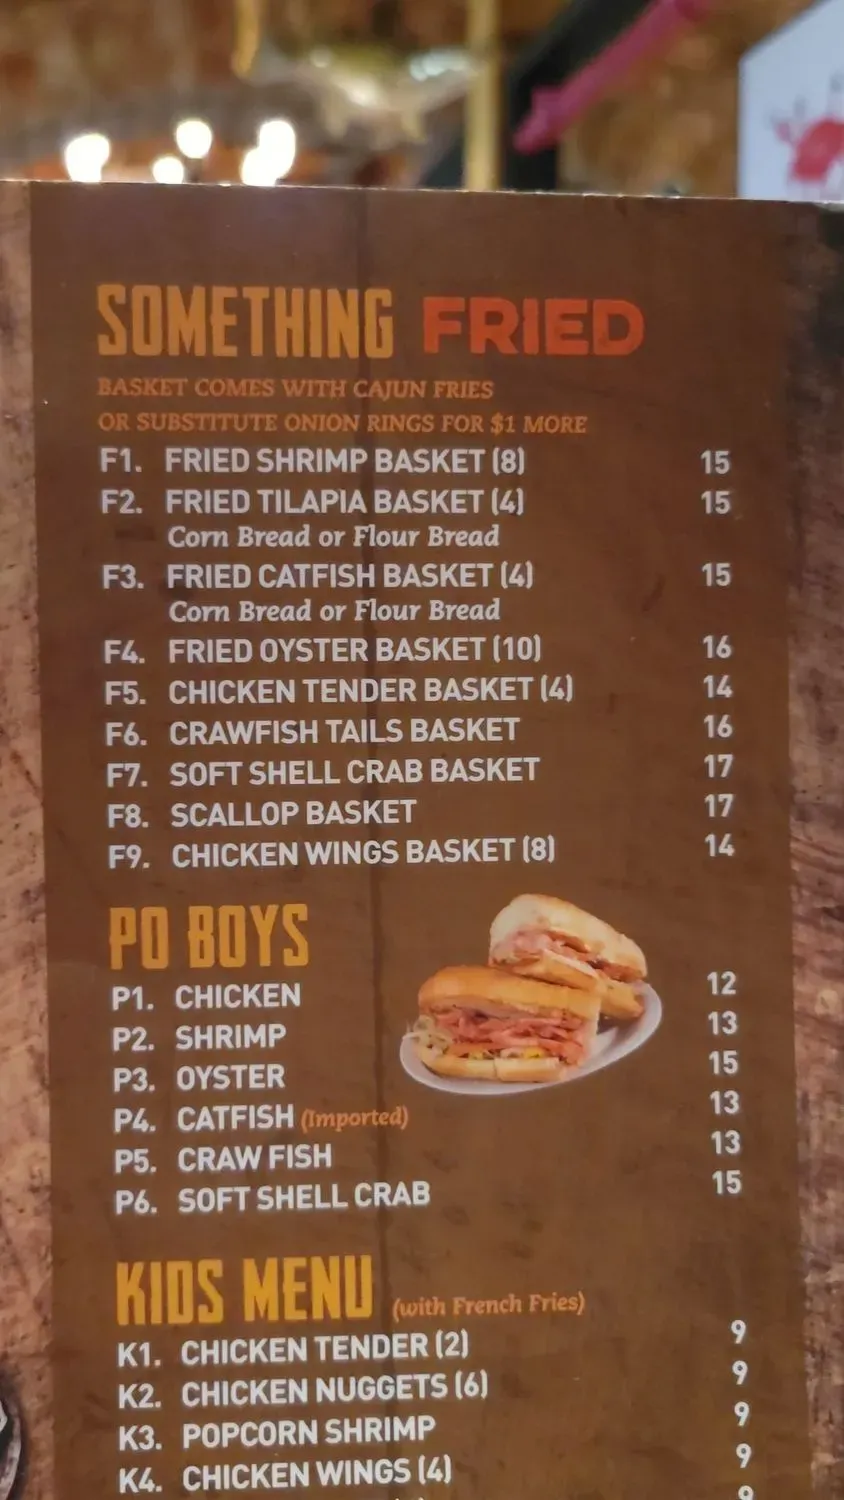 SOMETHING FRIED
BASKET COMES WITH CAJUN FRIES
OR SUBSTITUTE ONION RINGS FOR $1 MORE
F1. FRIED SHRIMP BASKET (8) 15
F2. FRIED TILAPIA BASKET (4) 15
Corn Bread or Flour Bread
F3. FRIED CATFISH BASKET (4) 15
Corn Bread or Flour Bread
F4. FRIED OYSTER BASKET (10) 16
F5. CHICKEN TENDER BASKET (4) 14
F6. CRAWFISH TAILS BASKET 16
F7. SOFT SHELL CRAB BASKET 17
F8. SCALLOP BASKET 17
F9. CHICKEN WINGS BASKET (8) 14
PO BOYS
P1. CHICKEN 12
P2. SHRIMP 13
P3. OYSTER 15
P4. CATFISH (Imported) 13
P5. CRAW FISH 13
P6. SOFT SHELL CRAB 15
KIDS MENU (with French Fries)
K1. CHICKEN TENDER (2) 9
K2. CHICKEN NUGGETS (6) 9
K3. POPCORN SHRIMP 9
K4. CHICKEN WINGS (4) 9
9